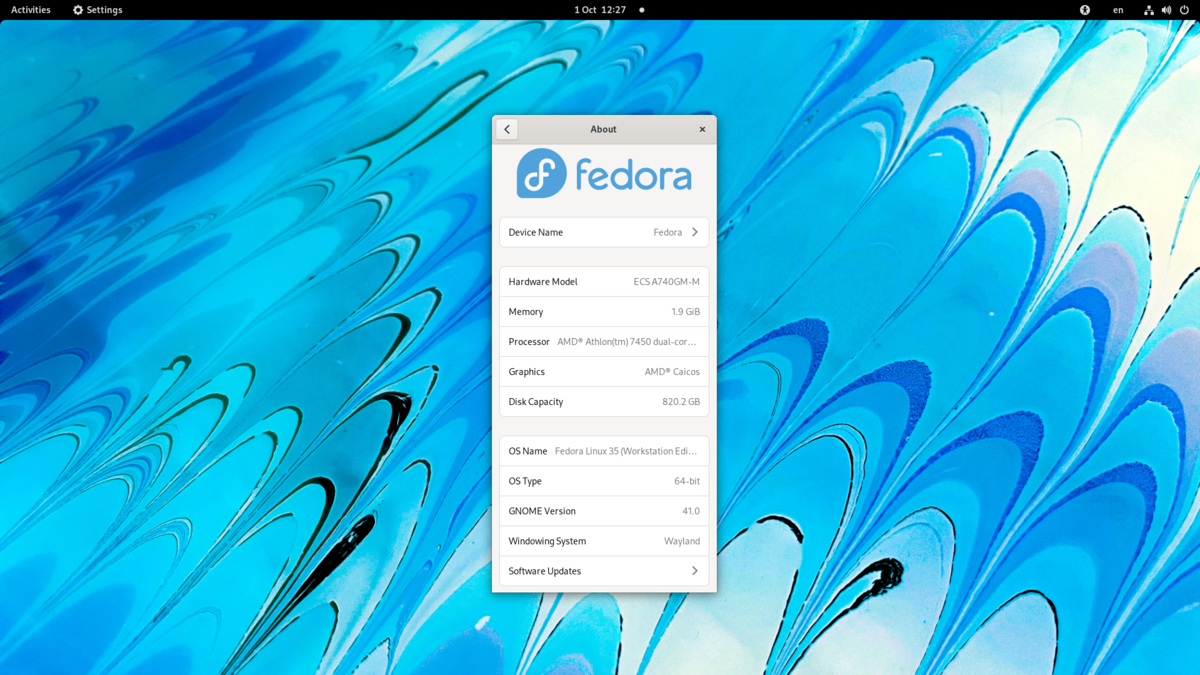 Activities Settings 1 Oct 12:27 en
About
fedora
Device Name Fedora
Hardware Model ECS A740GM-M
Memory 1.9 GiB
Processor AMD® Athlon(tm) 7450 dual-cor…
Graphics AMD® Caicos
Disk Capacity 820.2 GB
OS Name Fedora Linux 35 (Workstation Edi…
OS Type 64-bit
GNOME Version 41.0
Windowing System Wayland
Software Updates